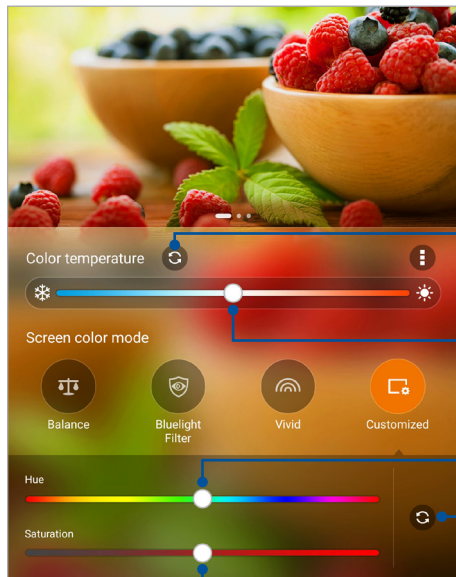 Color temperature
Screen color mode
Balance
Bluelight
Filter
Vivid
Customized
Hue
Saturation